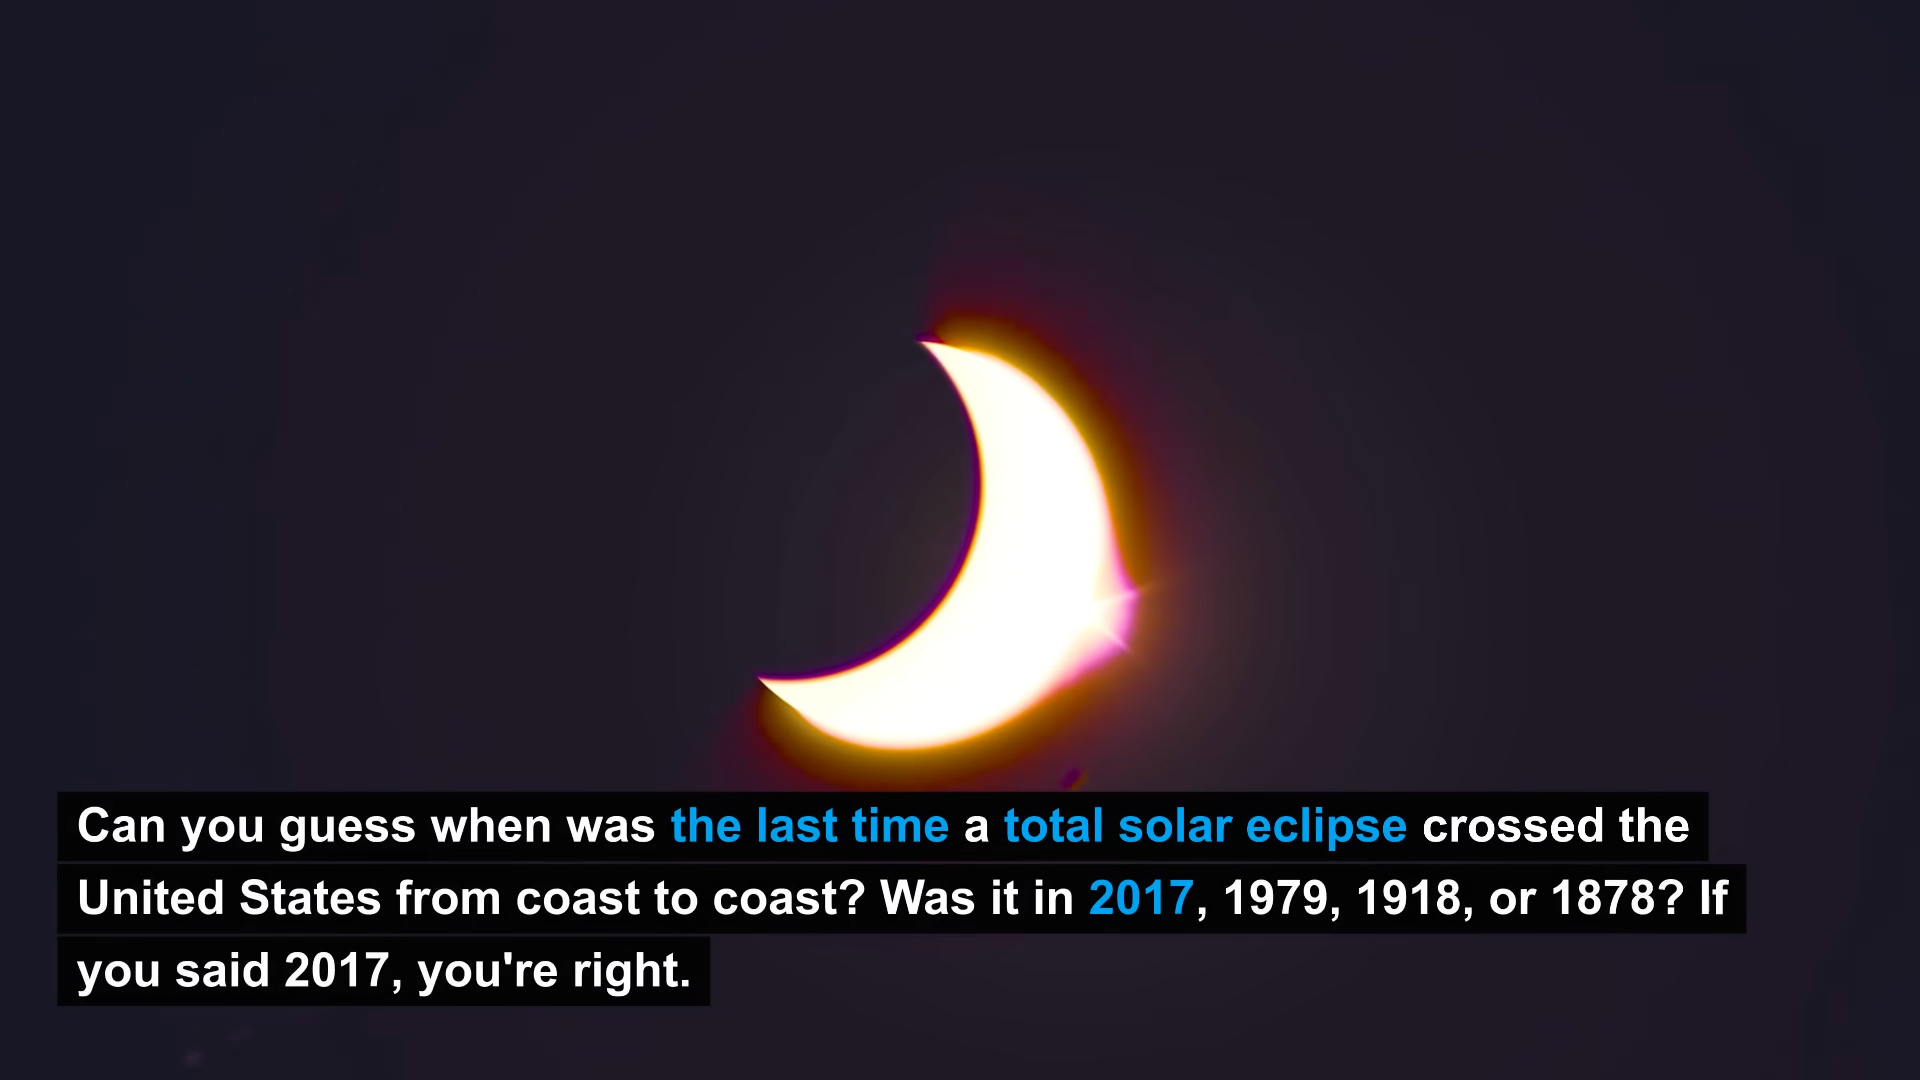 Can you guess when was the last time a total solar eclipse crossed the
United States from coast to coast? Was it in 2017, 1979, 1918, or 1878? If
you said 2017, you're right.